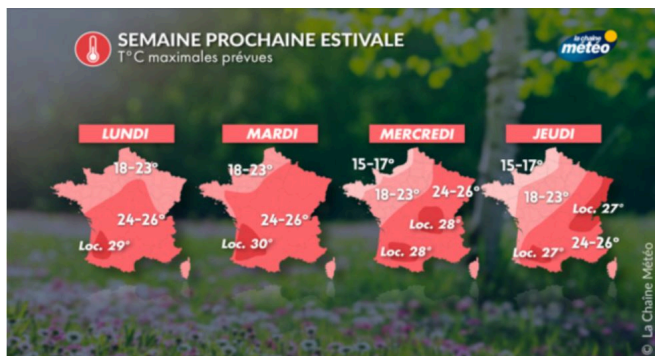 SEMAINE PROCHAINE ESTIVALE
T°C maximales prévues
la chaîne
météo
LUNDI
18-23°
24-26°
Loc. 29°
MARDI
18-23°
24-26°
Loc. 30°
MERCREDI
15-17°
18-23°
24-26°
Loc. 28°
Loc. 28°
JEUDI
15-17°
18-23°
Loc. 27°
Loc. 27°
24-26°
© La Chaîne Météo